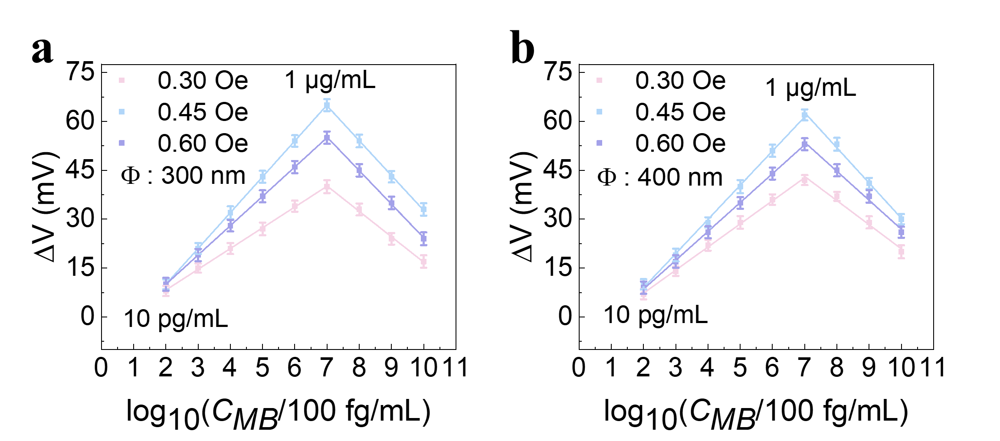 a
75
60
45
30
15
0
ΔV (mV)
0.30 Oe
0.45 Oe
0.60 Oe
Φ : 300 nm
1 µg/mL
10 pg/mL
0 1 2 3 4 5 6 7 8 9 10 11
log10(CMB/100 fg/mL)
b
75
60
45
30
15
0
ΔV (mV)
0.30 Oe
0.45 Oe
0.60 Oe
Φ : 400 nm
1 µg/mL
10 pg/mL
0 1 2 3 4 5 6 7 8 9 10 11
log10(CMB/100 fg/mL)